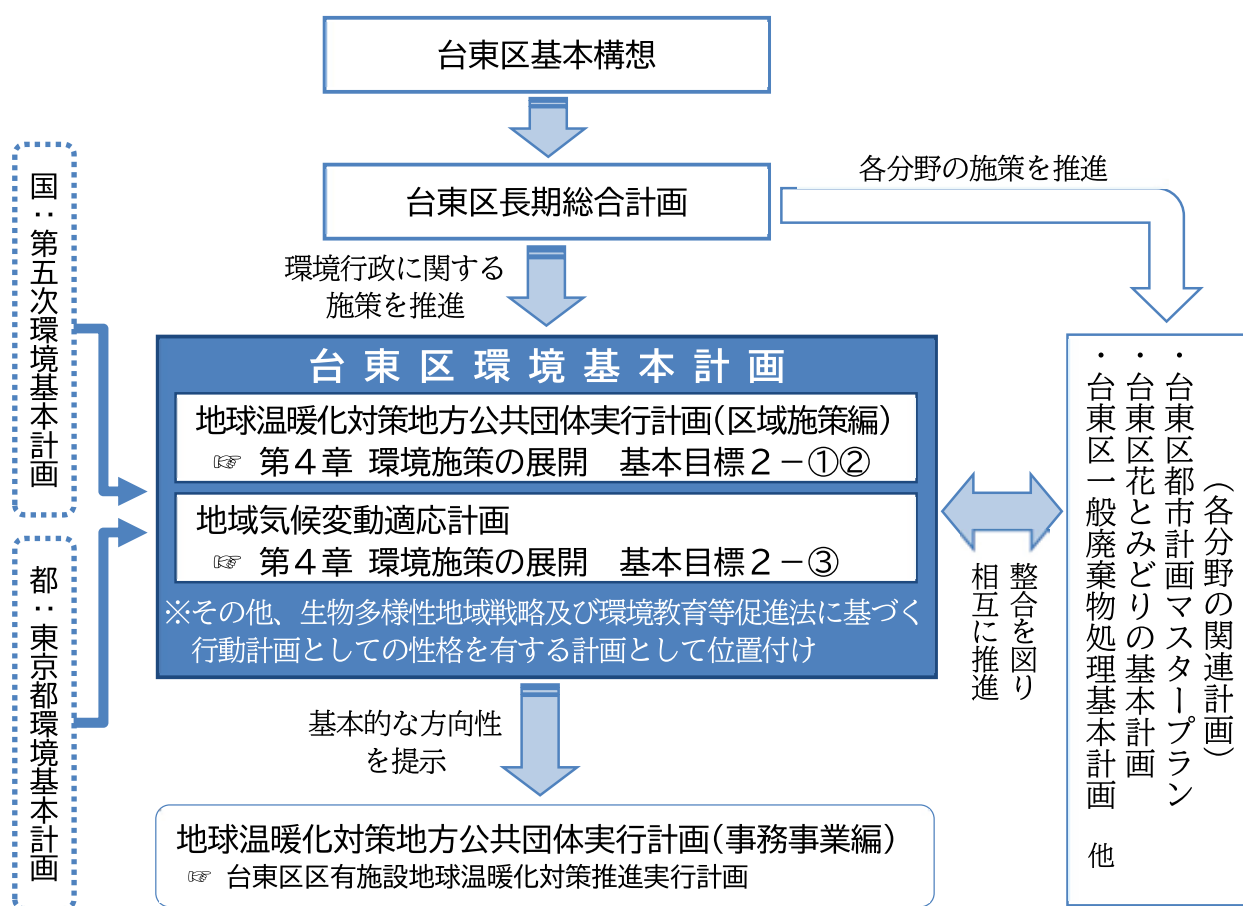 台東区基本構想
台東区長期総合計画
各分野の施策を推進
環境行政に関する
施策を推進
国：第五次環境基本計画
都：東京都環境基本計画
台東区環境基本計画
地球温暖化対策地方公共団体実行計画(区域施策編)
☞ 第４章 環境施策の展開　基本目標２－①②
地域気候変動適応計画
☞ 第４章 環境施策の展開　基本目標２－③
※その他、生物多様性地域戦略及び環境教育等促進法に基づく
行動計画としての性格を有する計画として位置付け
整合を図り
相互に推進
（各分野の関連計画）
・台東区都市計画マスタープラン
・台東区花とみどりの基本計画
・台東区一般廃棄物処理基本計画　他
基本的な方向性
を提示
地球温暖化対策地方公共団体実行計画(事務事業編)
☞ 台東区区有施設地球温暖化対策推進実行計画